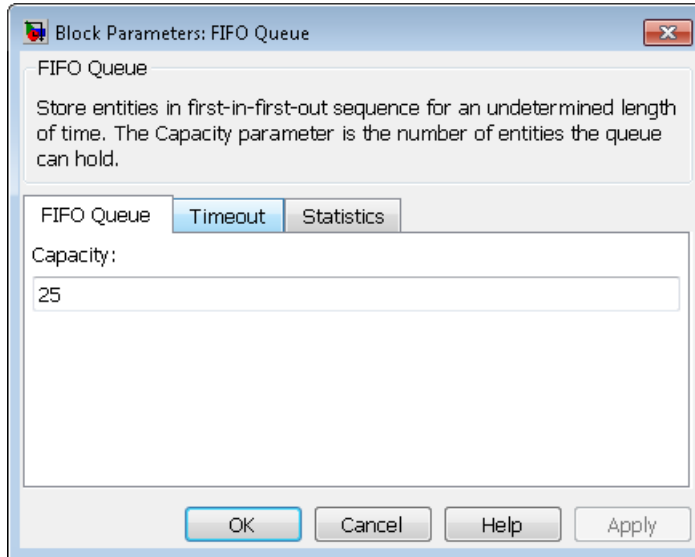 Block Parameters: FIFO Queue
FIFO Queue
Store entities in first-in-first-out sequence for an undetermined length
of time. The Capacity parameter is the number of entities the queue
can hold.
FIFO Queue Timeout Statistics
Capacity:
25
OK Cancel Help Apply